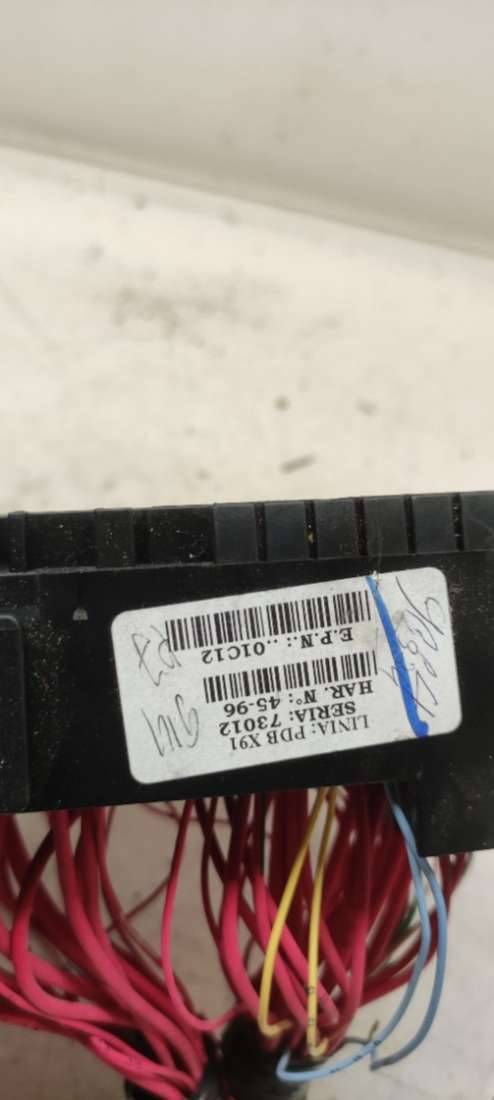 LINIA: PDB X91
SERIA: 73012
HAR. N°: 45-96
E.P.N.: ..01C12